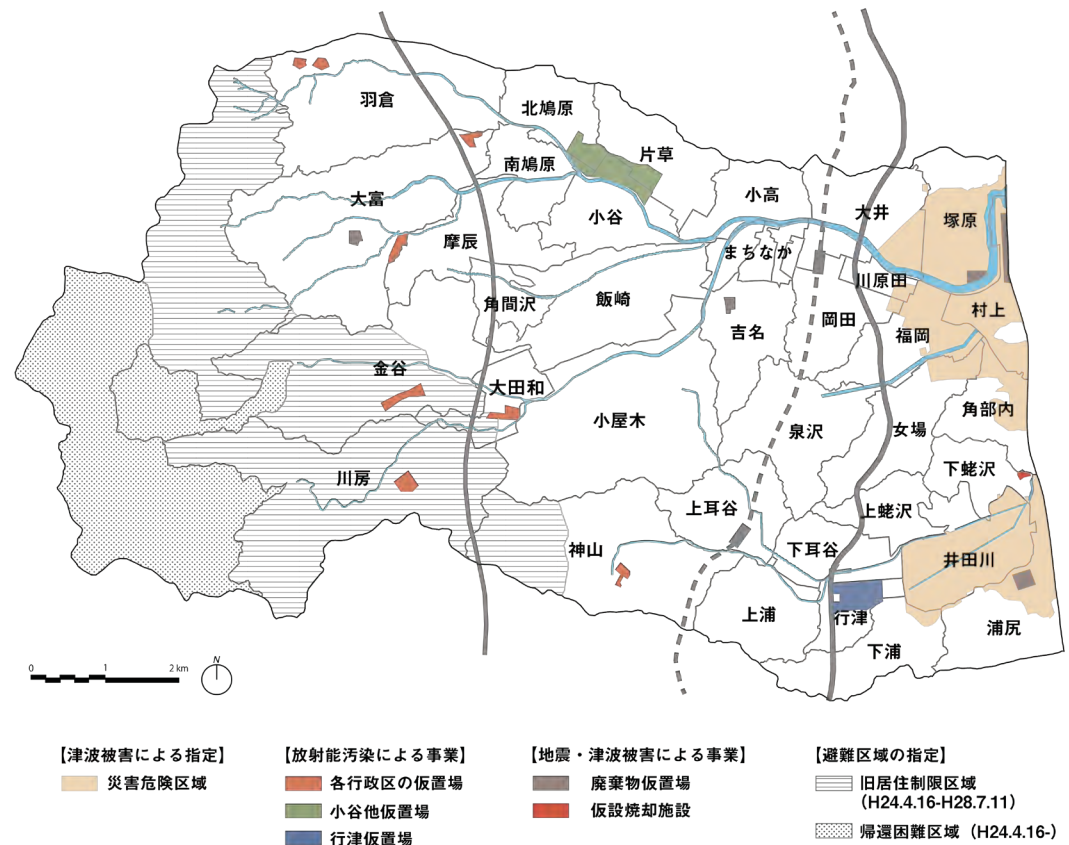 羽倉
北鳩原
片草
南鳩原
小高
大富
小谷
大井
塚原
摩辰
まちなか
川原田
角間沢
飯崎
村上
岡田
吉名
福岡
金谷
大田和
角部内
小屋木
泉沢
女場
下蛯沢
川房
上耳谷
上蛯沢
神山
下耳谷
井田川
上浦
行津
浦尻
下浦
0 1 2 km
N
【津波被害による指定】
災害危険区域
【放射能汚染による事業】
各行政区の仮置場
小谷他仮置場
行津仮置場
【地震・津波被害による事業】
廃棄物仮置場
仮設焼却施設
【避難区域の指定】
旧居住制限区域
（H24.4.16-H28.7.11）
帰還困難区域（H24.4.16-）